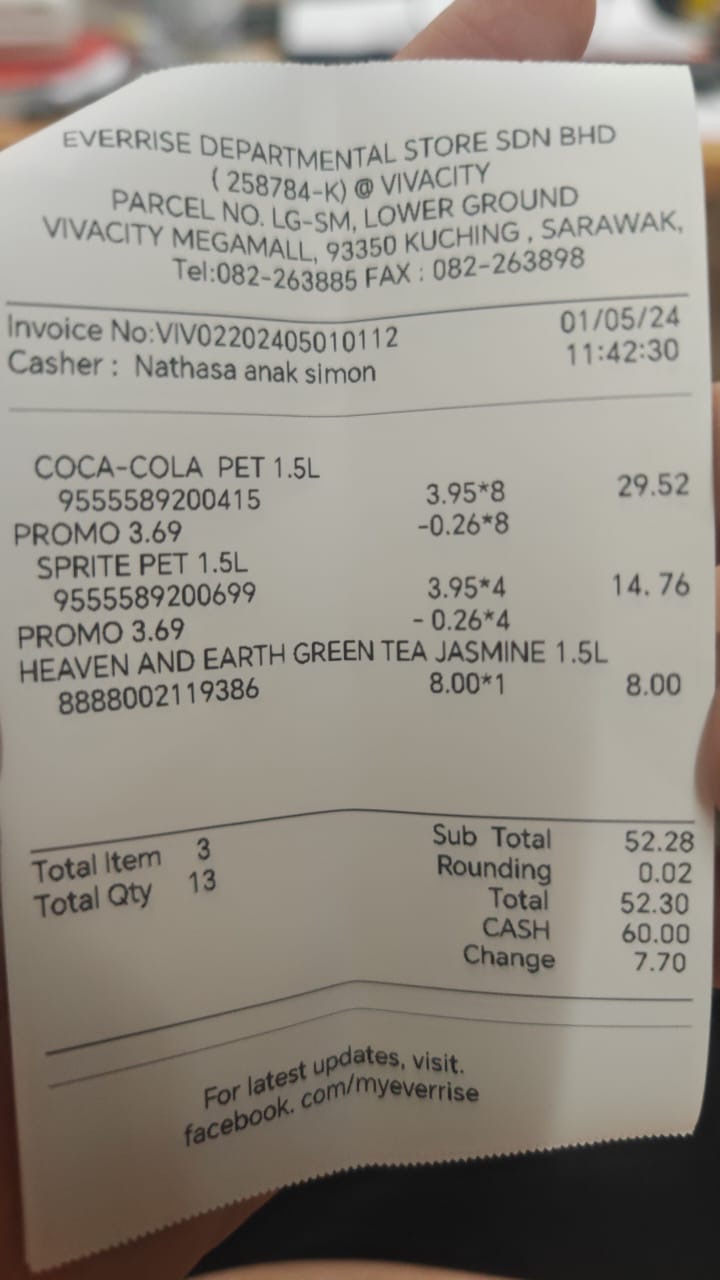 EVERRISE DEPARTMENTAL STORE SDN BHD
( 258784-K) @ VIVACITY
PARCEL NO. LG-SM, LOWER GROUND
VIVACITY MEGAMALL, 93350 KUCHING , SARAWAK,
Tel:082-263885 FAX : 082-263898
Invoice No:VIV02202405010112 01/05/24
Casher : Nathasa anak simon 11:42:30
COCA-COLA PET 1.5L
9555589200415 3.95*8 29.52
PROMO 3.69 -0.26*8
SPRITE PET 1.5L
9555589200699 3.95*4 14. 76
PROMO 3.69 - 0.26*4
HEAVEN AND EARTH GREEN TEA JASMINE 1.5L
8888002119386 8.00*1 8.00
Total Item 3 Sub Total 52.28
Total Qty 13 Rounding 0.02
Total 52.30
CASH 60.00
Change 7.70
For latest updates, visit.
facebook. com/myeverrise